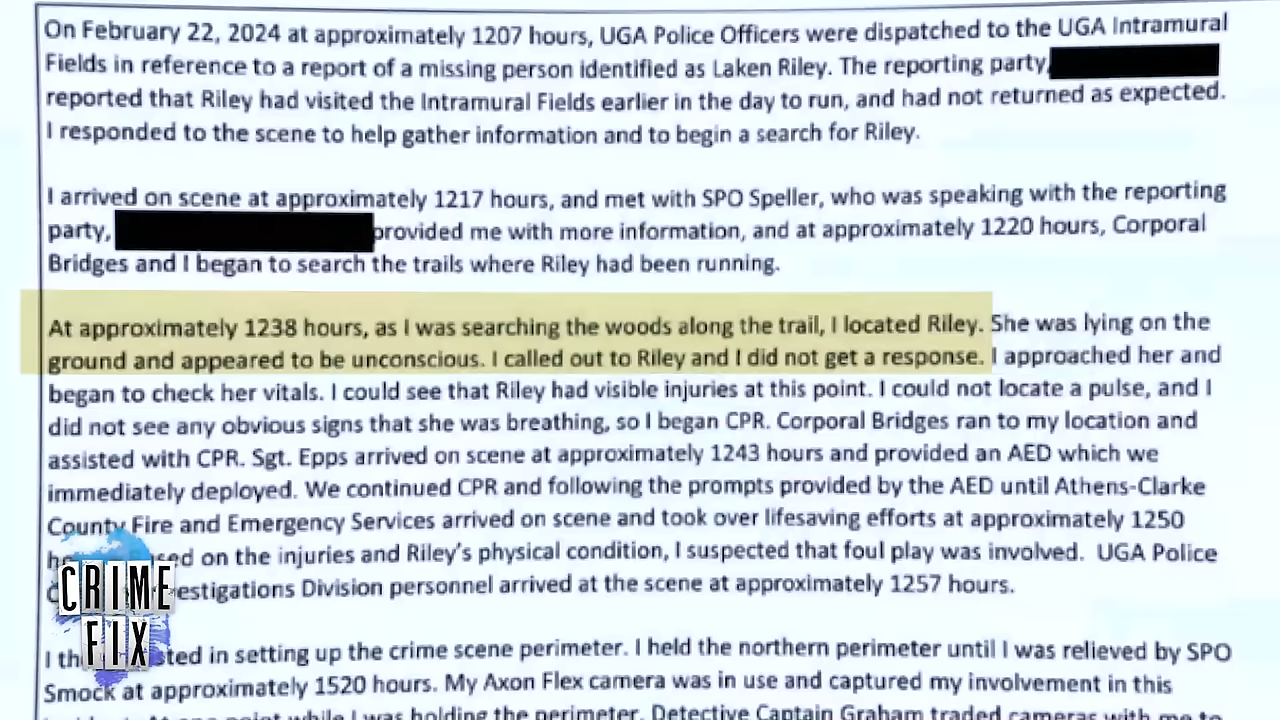 On February 22, 2024 at approximately 1207 hours, UGA Police Officers were dispatched to the UGA Intramural
Fields in reference to a report of a missing person identified as Laken Riley. The reporting party,
reported that Riley had visited the Intramural Fields earlier in the day to run, and had not returned as expected.
I responded to the scene to help gather information and to begin a search for Riley.
I arrived on scene at approximately 1217 hours, and met with SPO Speller, who was speaking with the reporting
party, provided me with more information, and at approximately 1220 hours, Corporal
Bridges and I began to search the trails where Riley had been running.
At approximately 1238 hours, as I was searching the woods along the trail, I located Riley. She was lying on the
ground and appeared to be unconscious. I called out to Riley and I did not get a response. I approached her and
began to check her vitals. I could see that Riley had visible injuries at this point. I could not locate a pulse, and I
did not see any obvious signs that she was breathing, so I began CPR. Corporal Bridges ran to my location and
assisted with CPR. Sgt. Epps arrived on scene at approximately 1243 hours and provided an AED which we
immediately deployed. We continued CPR and following the prompts provided by the AED until Athens-Clarke
County Fire and Emergency Services arrived on scene and took over lifesaving efforts at approximately 1250
on the injuries and Riley's physical condition, I suspected that foul play was involved. UGA Police
Division personnel arrived at the scene at approximately 1257 hours.
I in setting up the crime scene perimeter. I held the northern perimeter until I was relieved by SPO
Smock at approximately 1520 hours. My Axon Flex camera was in use and captured my involvement in this
while I was holding the perimeter, Detective Captain Graham traded cameras with me to
CRIME
FIX